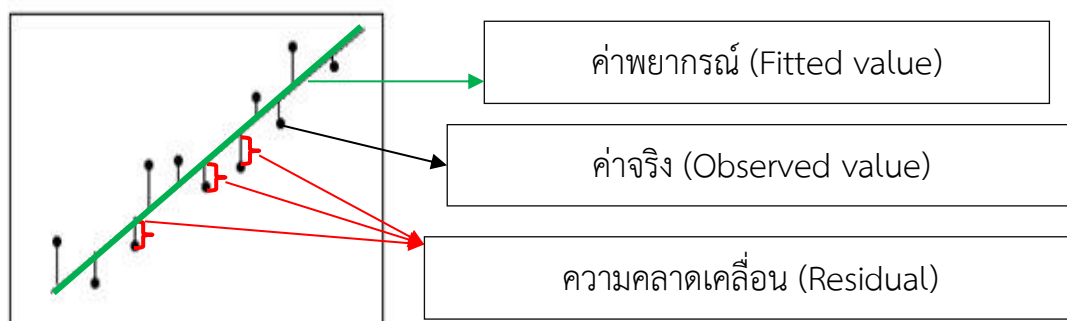 ค่าพยากรณ์ (Fitted value)
ค่าจริง (Observed value)
ความคลาดเคลื่อน (Residual)